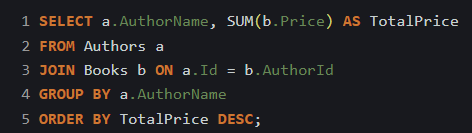 1 SELECT a.AuthorName, SUM(b.Price) AS TotalPrice
2 FROM Authors a
3 JOIN Books b ON a.Id = b.AuthorId
4 GROUP BY a.AuthorName
5 ORDER BY TotalPrice DESC;